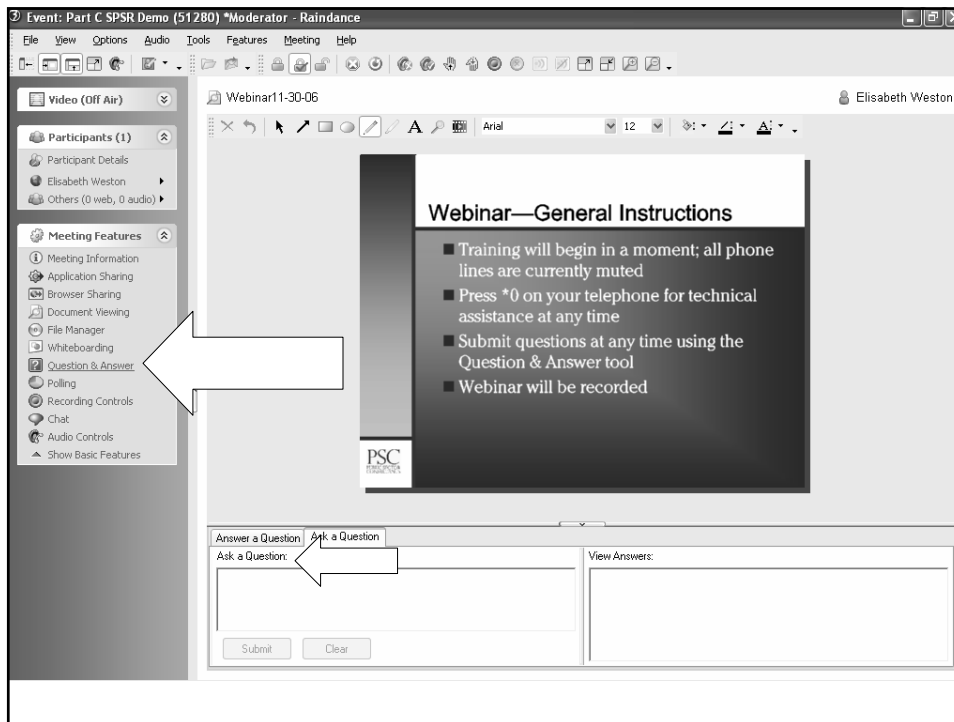 Event: Part C SPSR Demo (51280) *Moderator - Raindance
File View Options Audio Tools Features Meeting Help
Video (Off Air)
Participants (1)
Participant Details
Elisabeth Weston
Others (0 web, 0 audio)
Meeting Features
Meeting Information
Application Sharing
Browser Sharing
Document Viewing
File Manager
Whiteboarding
Question & Answer
Polling
Recording Controls
Chat
Audio Controls
Show Basic Features
Webinar11-30-06
Elisabeth Weston
Arial 12
Webinar—General Instructions
Training will begin in a moment; all phone
lines are currently muted
Press *0 on your telephone for technical
assistance at any time
Submit questions at any time using the
Question & Answer tool
Webinar will be recorded
PSC
Answer a Question
Ask a Question
Ask a Question:
View Answers:
Submit
Clear